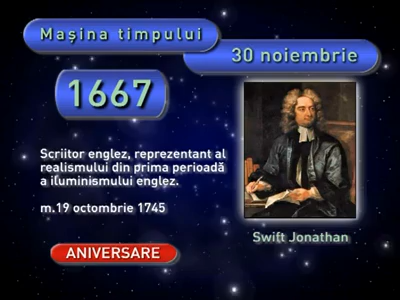 Mașina timpului
30 noiembrie
1667
Scriitor englez, reprezentant al
realismului din prima perioadă
a iluminismului englez.
m.19 octombrie 1745
Swift Jonathan
ANIVERSARE